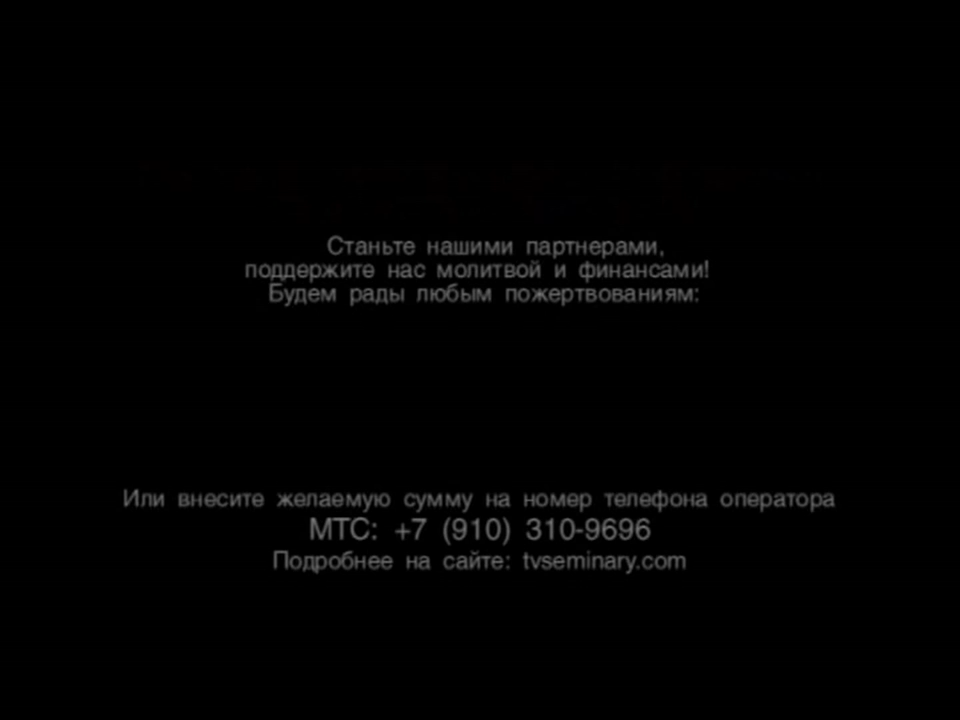 Станьте нашими партнерами,
поддержите нас молитвой и финансами!
Будем рады любым пожертвованиям:
Или внесите желаемую сумму на номер телефона оператора
МТС: +7 (910) 310-9696
Подробнее на сайте: tvseminary.com